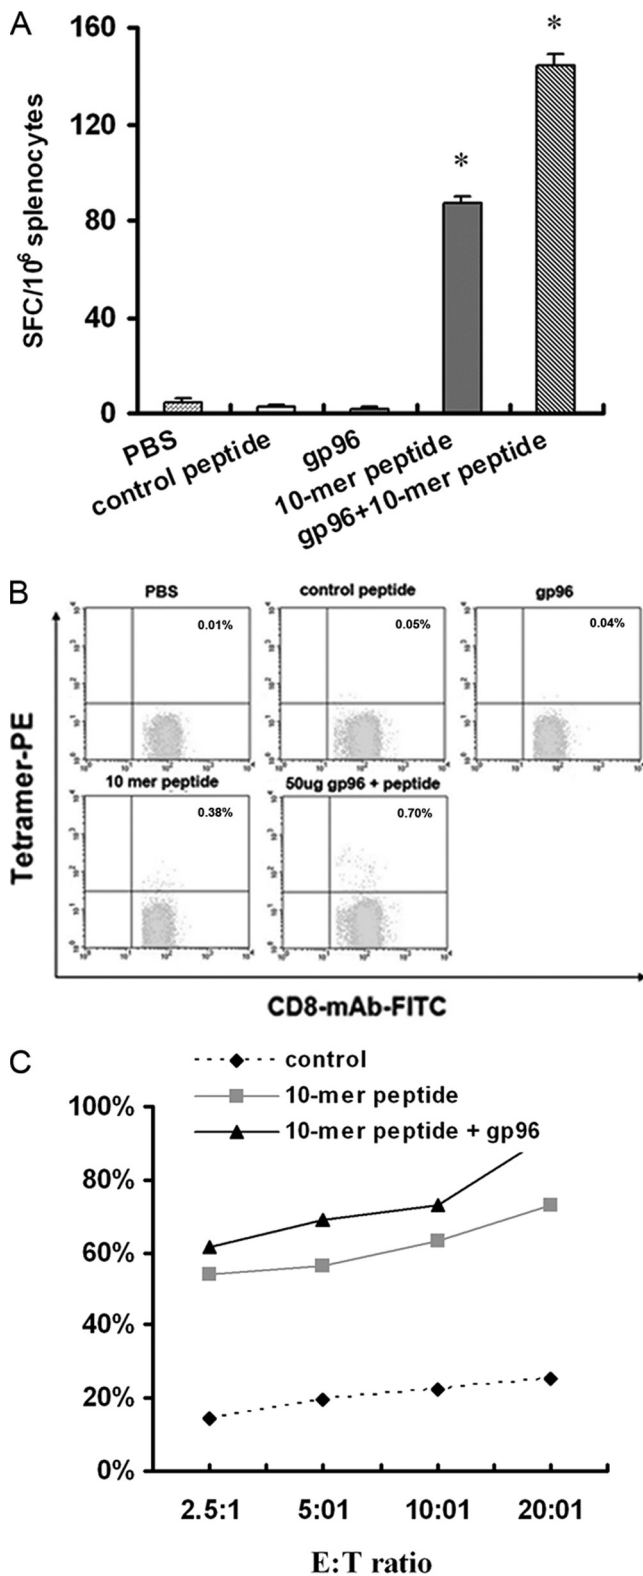 A
SFC/10⁶ splenocytes
160
120
80
40
0
*
*
PBS
control peptide
gp96
10-mer peptide
gp96+10-mer peptide
B
Tetramer-PE
PBS
0.01%
control peptide
0.05%
gp96
0.04%
10 mer peptide
0.38%
50ug gp96 + peptide
0.70%
CD8-mAb-FITC
C
control
10-mer peptide
10-mer peptide + gp96
100%
80%
60%
40%
20%
0%
2.5:1 5:01 10:01 20:01
E:T ratio